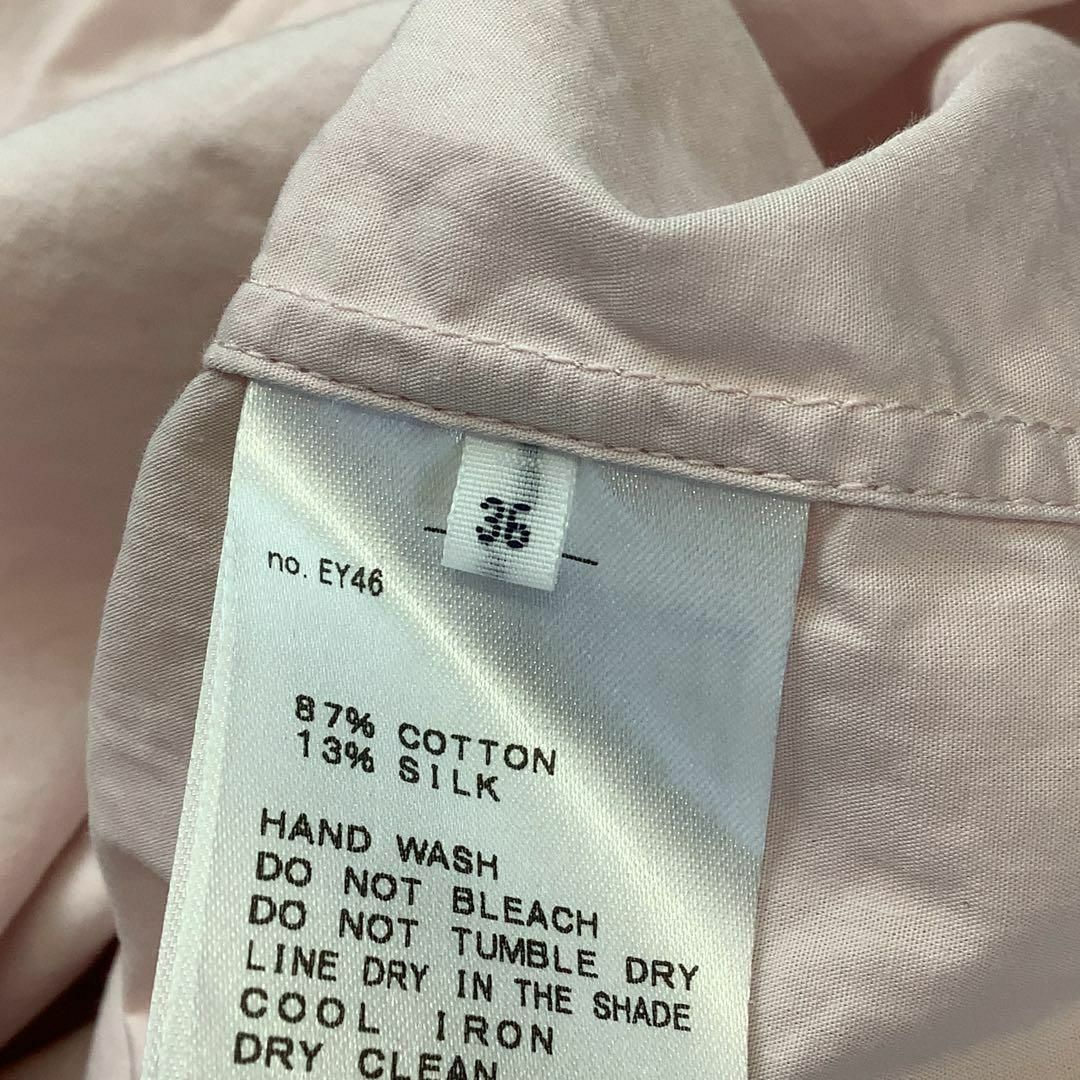 36
no. EY46
87% COTTON
13% SILK
HAND WASH
DO NOT BLEACH
DO NOT TUMBLE DRY
LINE DRY IN THE SHADE
COOL IRON
DRY CLEAN